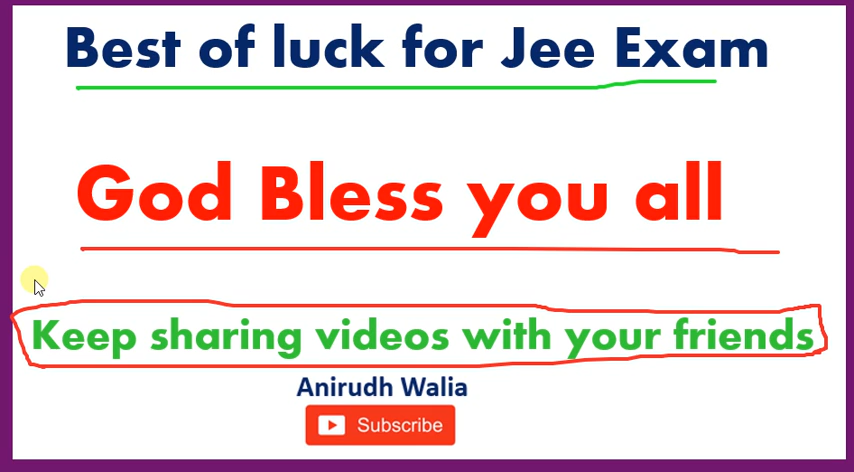 Best of luck for Jee Exam
God Bless you all
Keep sharing videos with your friends
Anirudh Walia
Subscribe